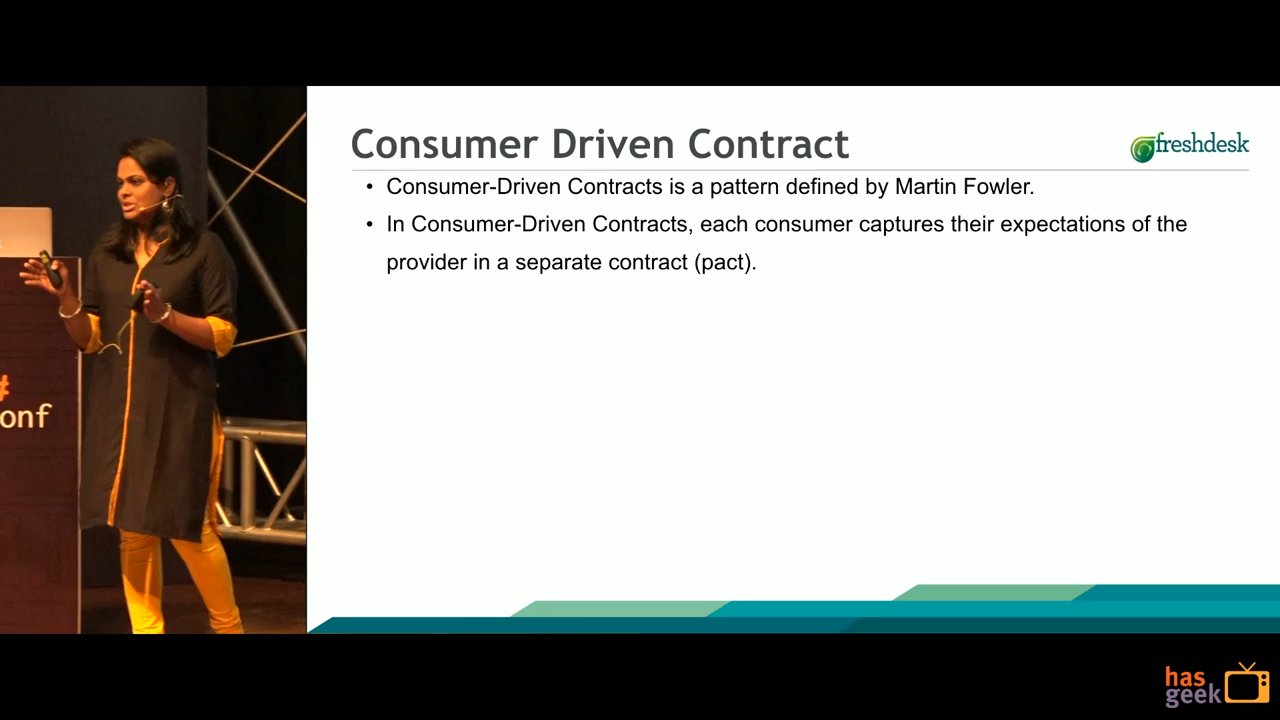 Consumer Driven Contract
freshdesk
• Consumer-Driven Contracts is a pattern defined by Martin Fowler.
• In Consumer-Driven Contracts, each consumer captures their expectations of the
provider in a separate contract (pact).
#
onf
has
geek